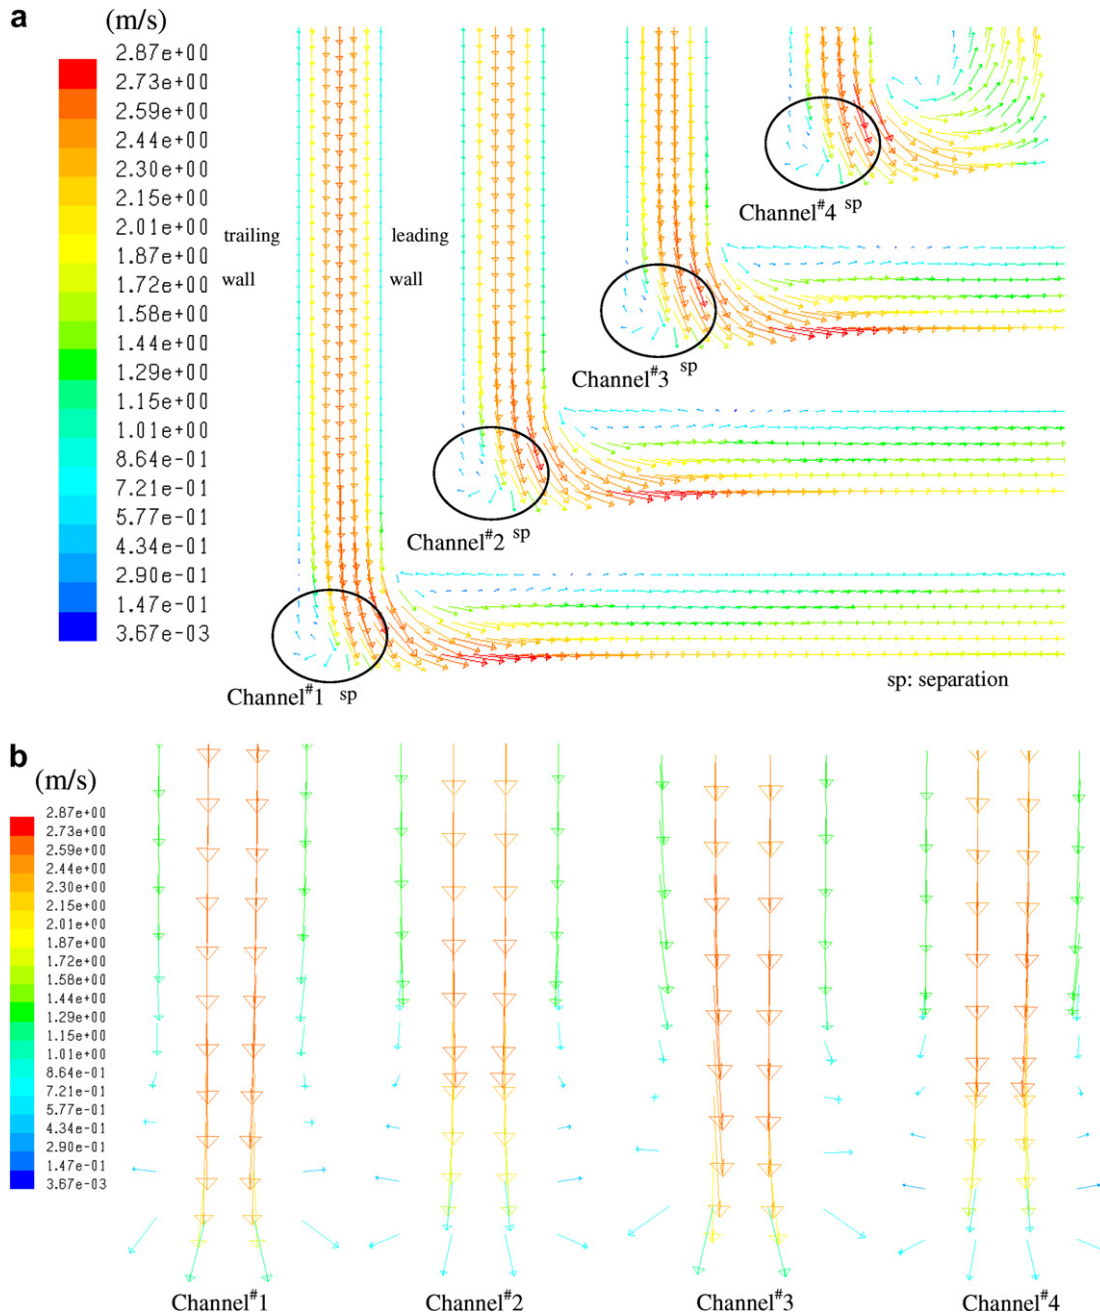 a
(m/s)
2.87e+00
2.73e+00
2.59e+00
2.44e+00
2.30e+00
2.15e+00
2.01e+00
1.87e+00
1.72e+00
1.58e+00
1.44e+00
1.29e+00
1.15e+00
1.01e+00
8.64e-01
7.21e-01
5.77e-01
4.34e-01
2.90e-01
1.47e-01
3.67e-03
trailing
wall
leading
wall
Channel#4 sp
Channel#3 sp
Channel#2 sp
Channel#1 sp
sp: separation
b
(m/s)
2.87e+00
2.73e+00
2.59e+00
2.44e+00
2.30e+00
2.15e+00
2.01e+00
1.87e+00
1.72e+00
1.58e+00
1.44e+00
1.29e+00
1.15e+00
1.01e+00
8.64e-01
7.21e-01
5.77e-01
4.34e-01
2.90e-01
1.47e-01
3.67e-03
Channel#1
Channel#2
Channel#3
Channel#4